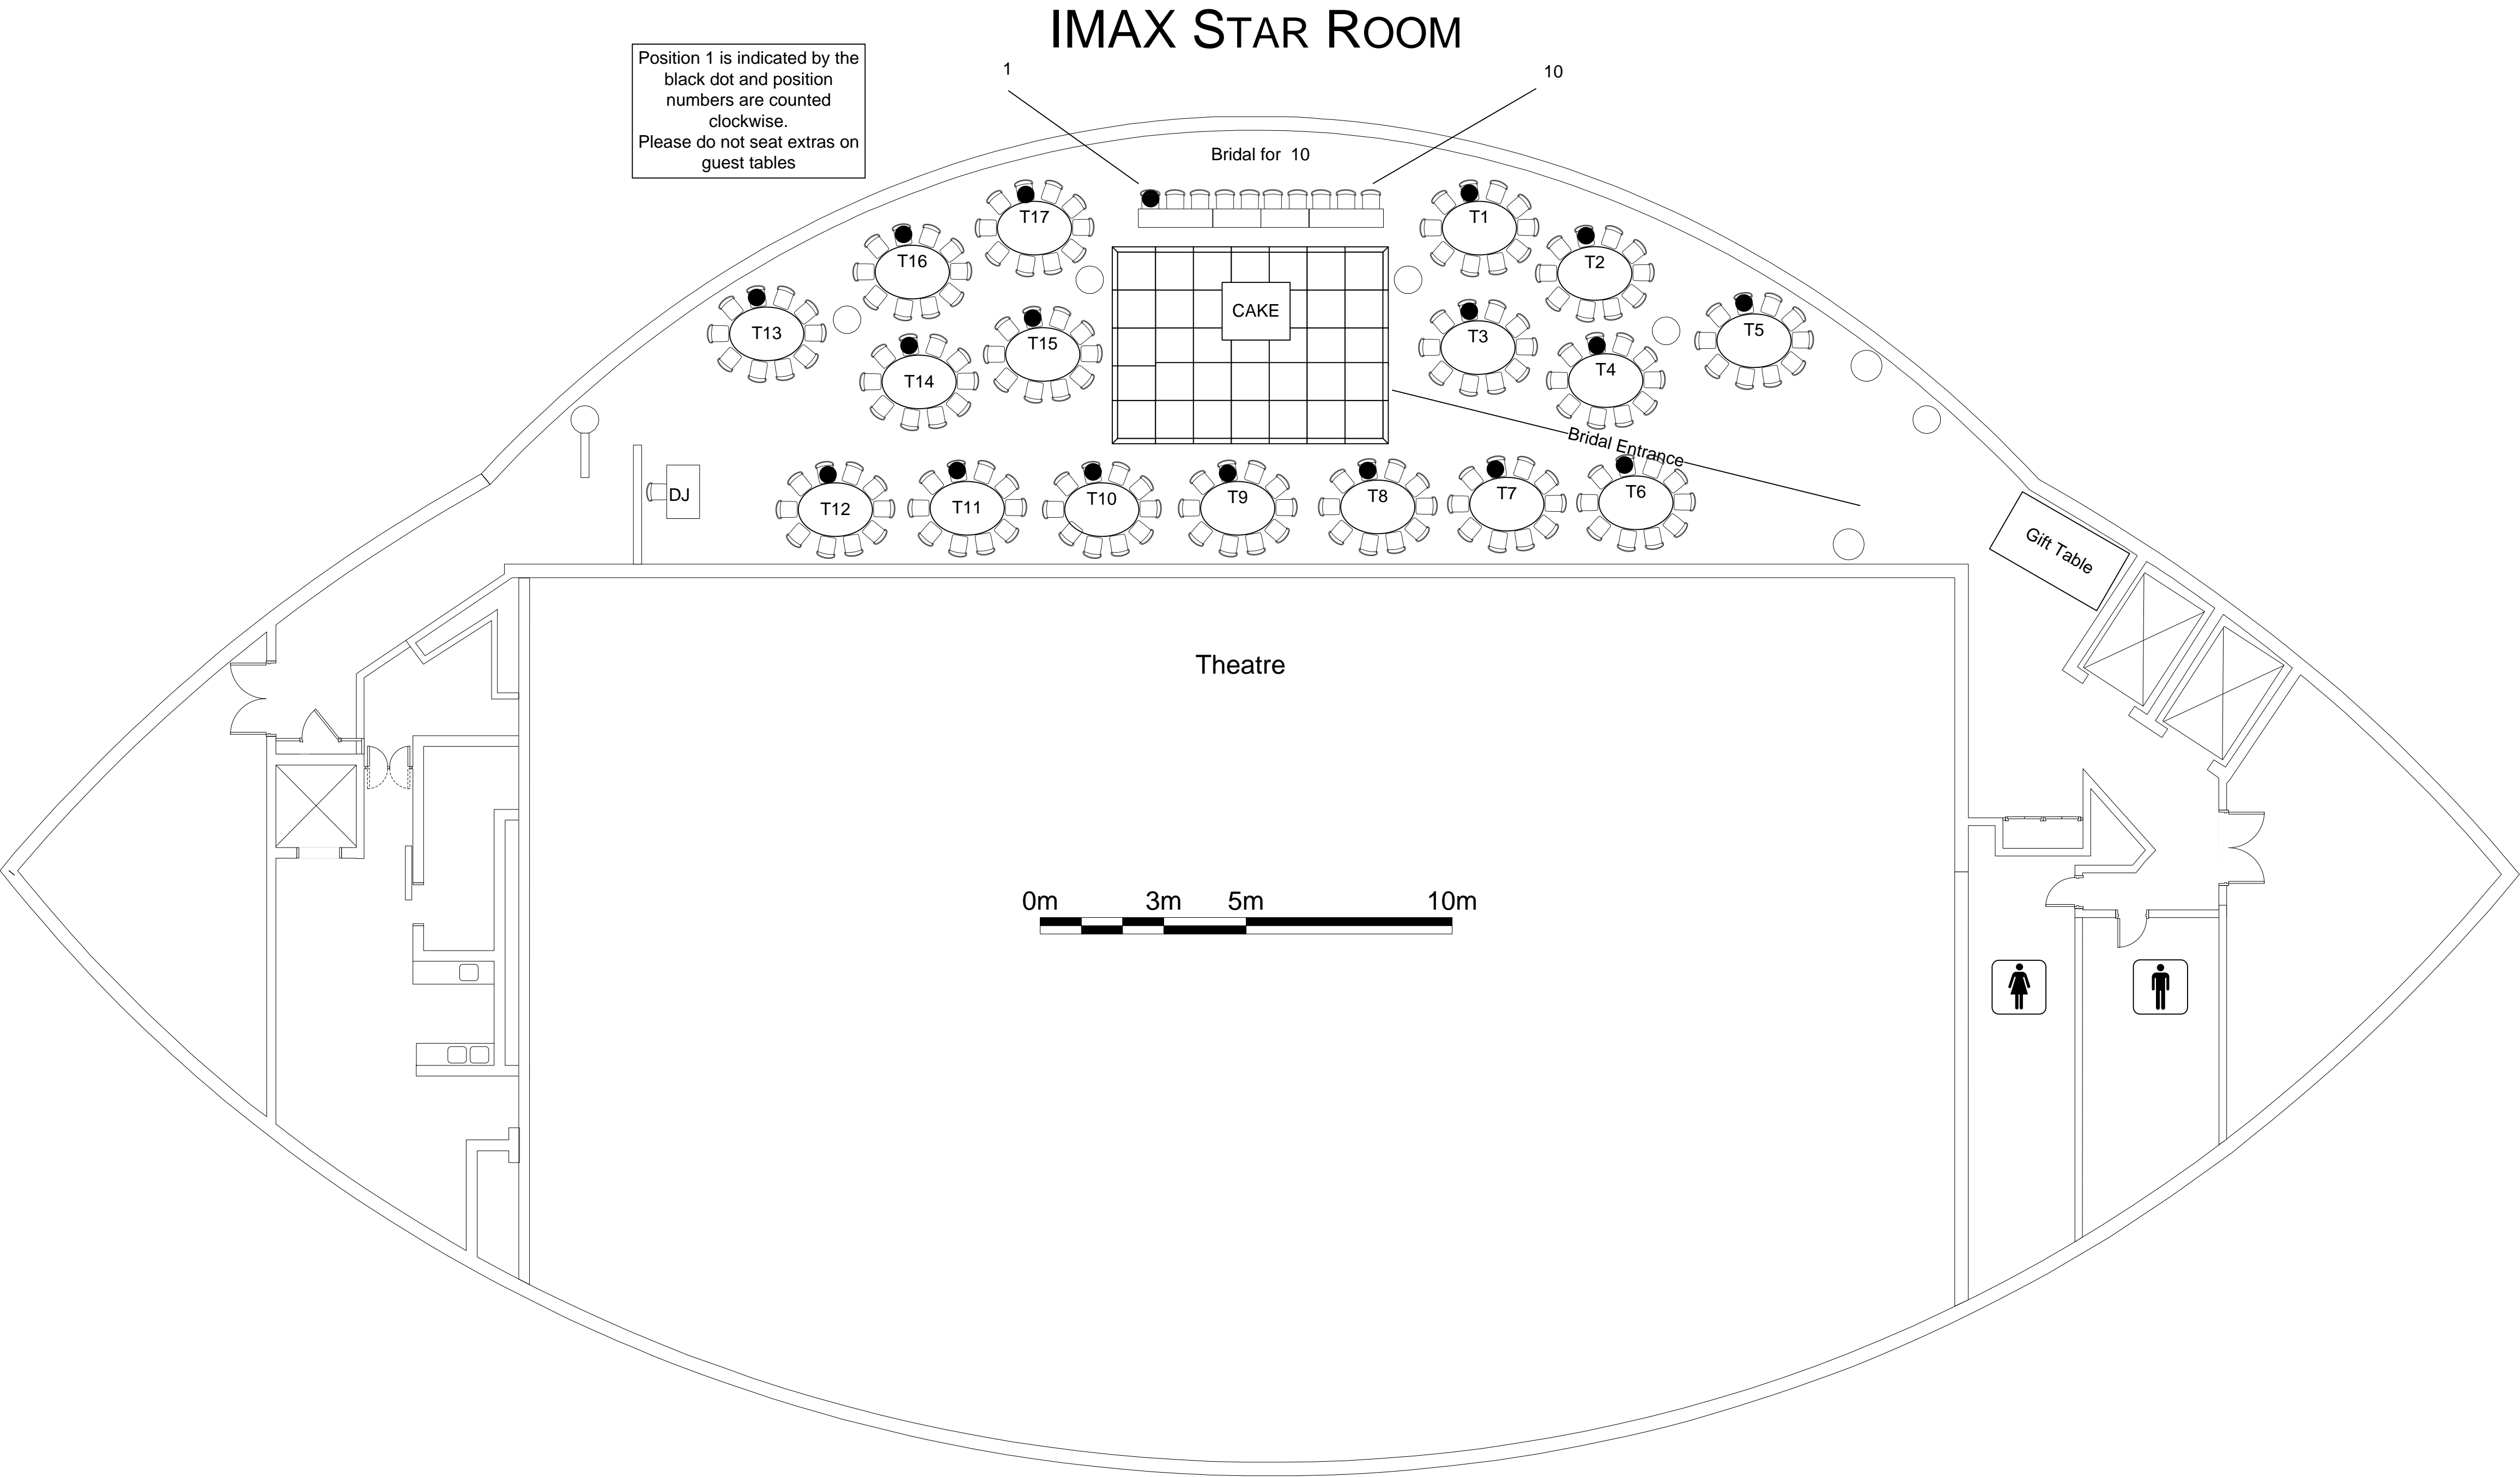 IMAX STAR ROOM
Position 1 is indicated by the
black dot and position
numbers are counted
clockwise.
Please do not seat extras on
guest tables
1
10
Bridal for  10
T17
T1
T16
T2
T13
T15
CAKE
T3
T5
T14
T4
Bridal Entrance
DJ
T12
T11
T10
T9
T8
T7
T6
Gift Table
Theatre
0m
3m
5m
10m